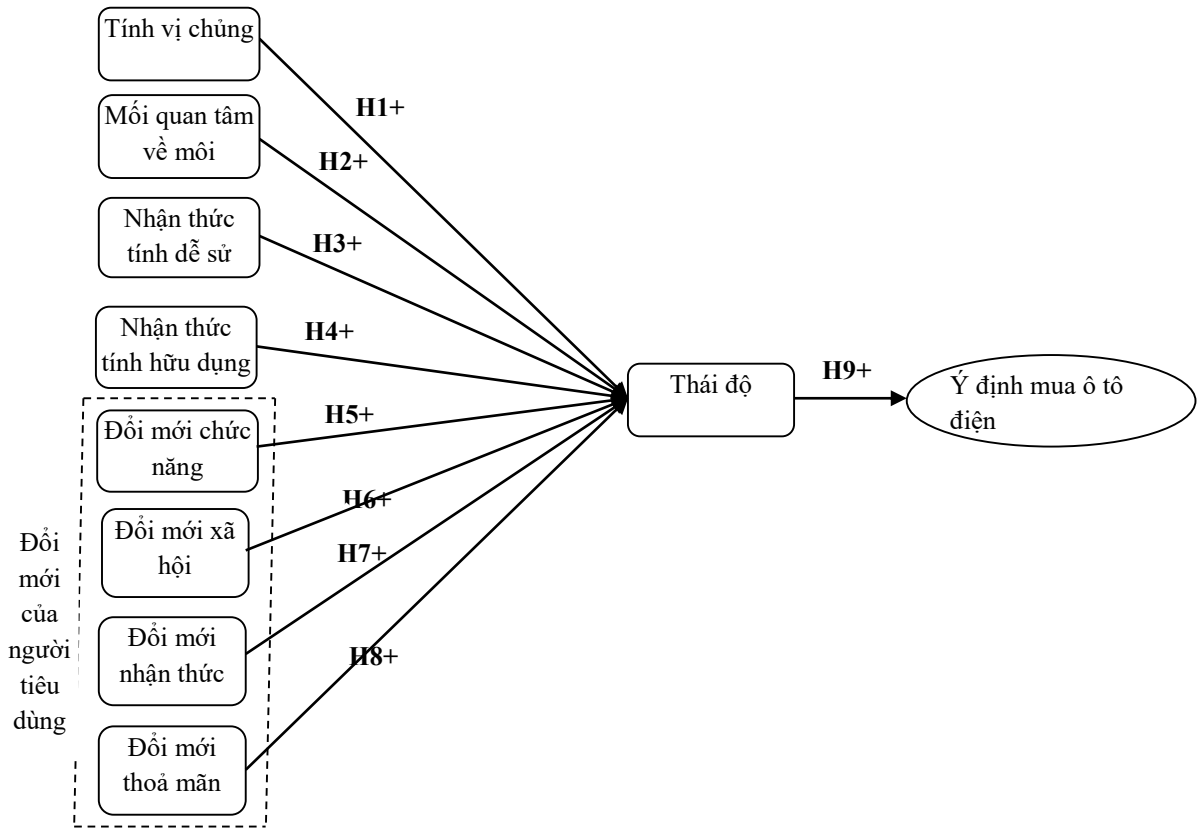 Tính vị chủng
H1+
Mối quan tâm
về môi
H2+
Nhận thức
tính dễ sử
H3+
Nhận thức
tính hữu dụng
H4+
Thái độ
H9+
Ý định mua ô tô
điện
Đổi mới chức
năng
H5+
Đổi mới xã
hội
H6+
Đổi
mới
của
người
tiêu
dùng
Đổi mới
nhận thức
H7+
Đổi mới
thoả mãn
H8+